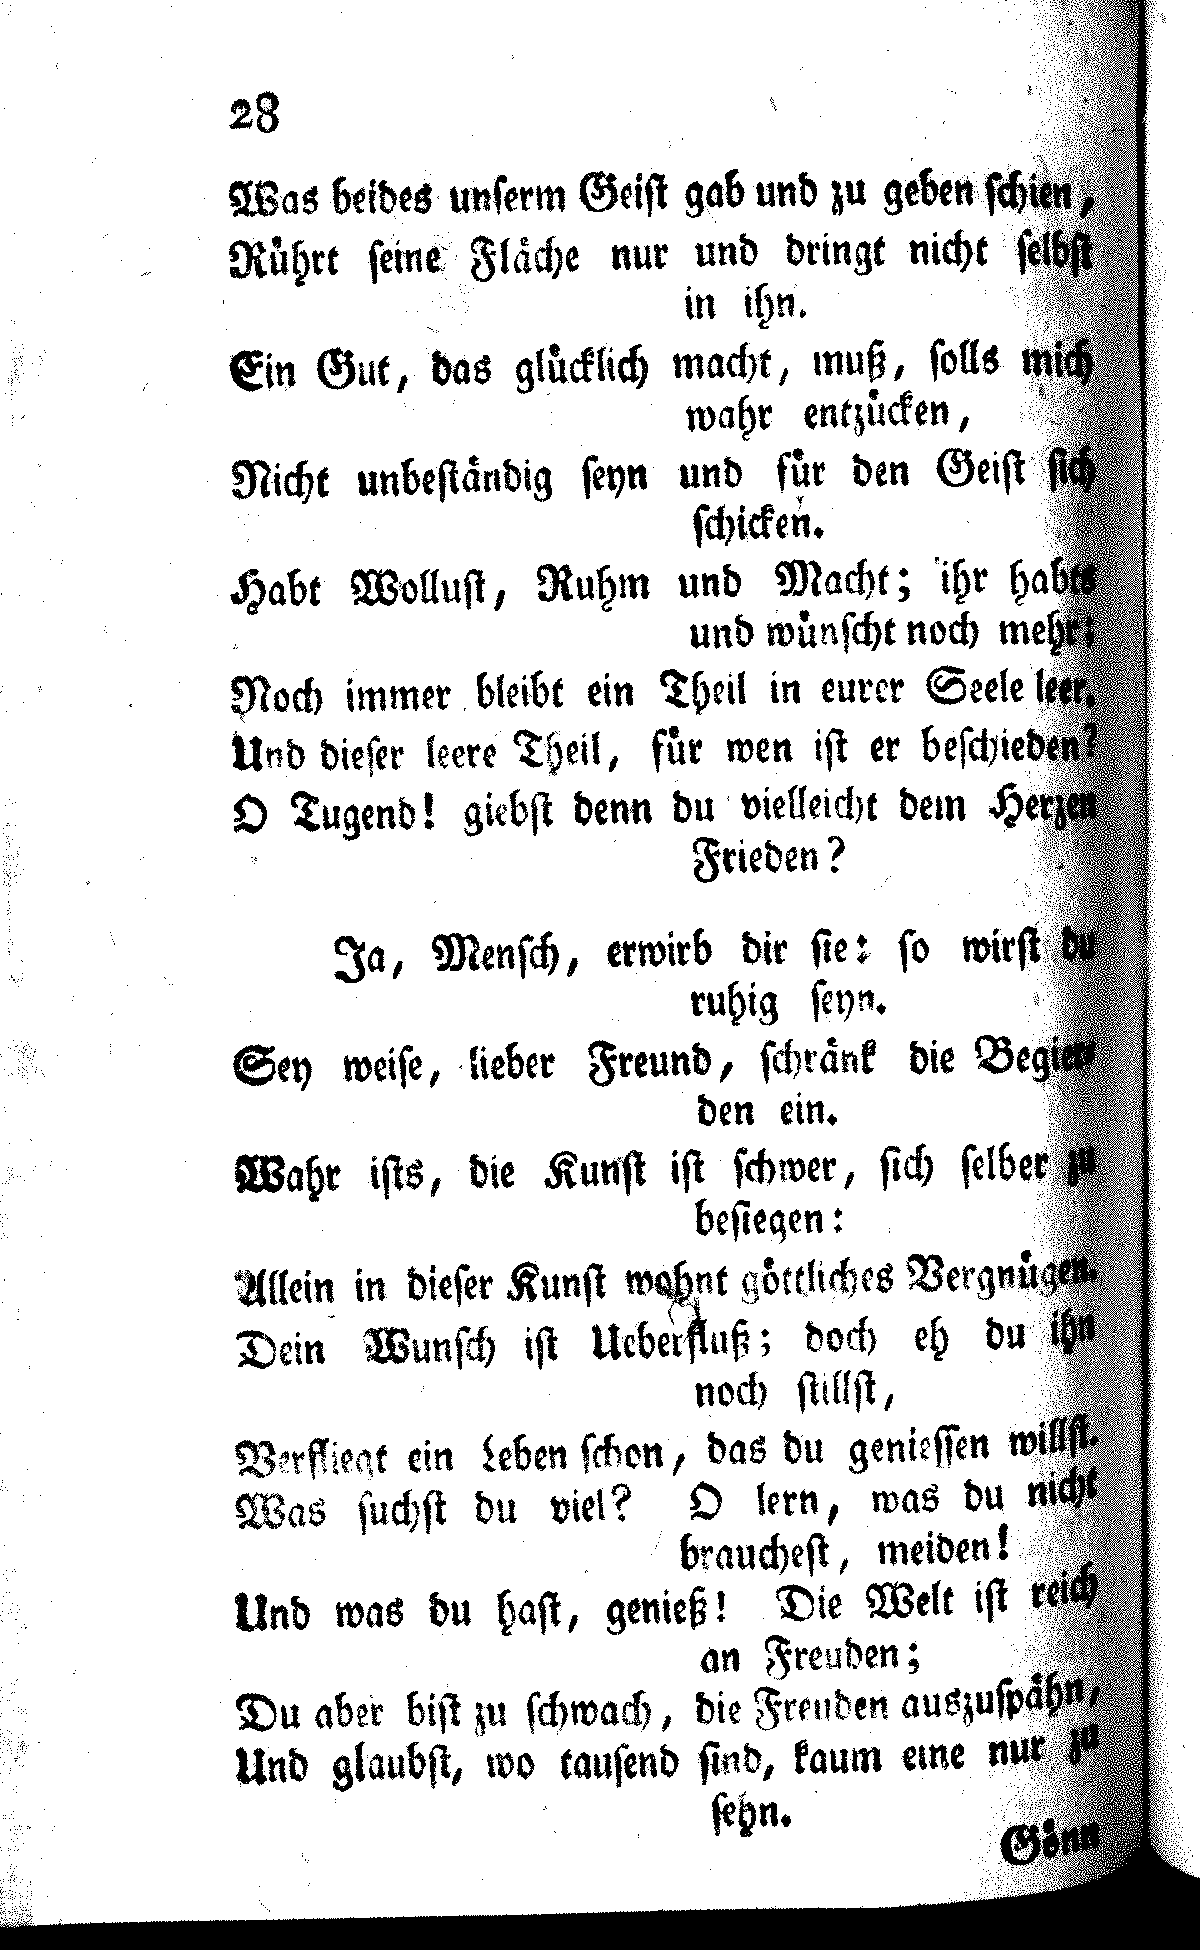 28
Was beides unserm Geist gab und zu geben schien,
Rührt seine Fläche nur und dringt nicht selbst
in ihn.
Ein Gut, das glücklich macht, muß, solls mich
wahr entzücken,
Nicht unbeständig seyn und für den Geist sich
schicken.
Habt Wollust, Ruhm und Macht; ihr habts
und wünscht noch mehr:
Noch immer bleibt ein Theil in eurer Seele leer.
Und dieser leere Theil, für wen ist er beschieden?
O Tugend! giebst denn du vielleicht dem Herzen
Frieden?
Ja, Mensch, erwirb dir sie: so wirst du
ruhig seyn.
Sey weise, lieber Freund, schränk die Begier-
den ein.
Wahr ists, die Kunst ist schwer, sich selber zu
besiegen:
Allein in dieser Kunst wohnt göttliches Vergnügen.
Dein Wunsch ist Ueberfluß; doch eh du ihn
noch stillst,
Verfliegt ein Leben schon, das du geniessen willst.
Was suchst du viel? O lern, was du nicht
brauchest, meiden!
Und was du hast, genieß! Die Welt ist reich
an Freuden;
Du aber bist zu schwach, die Freuden auszuspähn,
Und glaubst, wo tausend sind, kaum eine nur zu
sehn.
Gönn